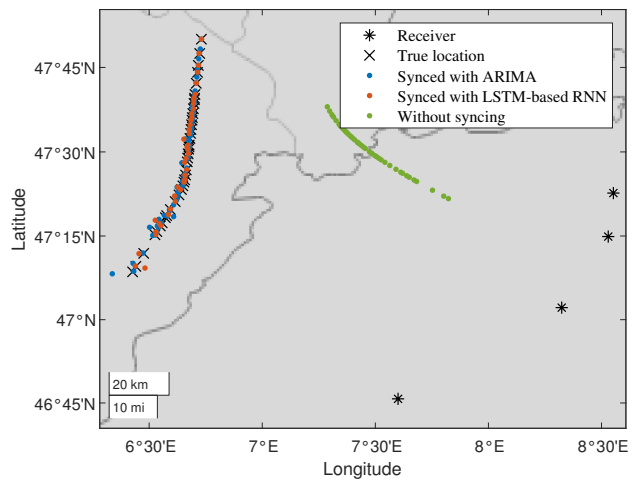 Receiver
True location
Synced with ARIMA
Synced with LSTM-based RNN
Without syncing
47°45'N
47°30'N
47°15'N
47°N
46°45'N
Latitude
20 km
10 mi
6°30'E
7°E
7°30'E
8°E
8°30'E
Longitude